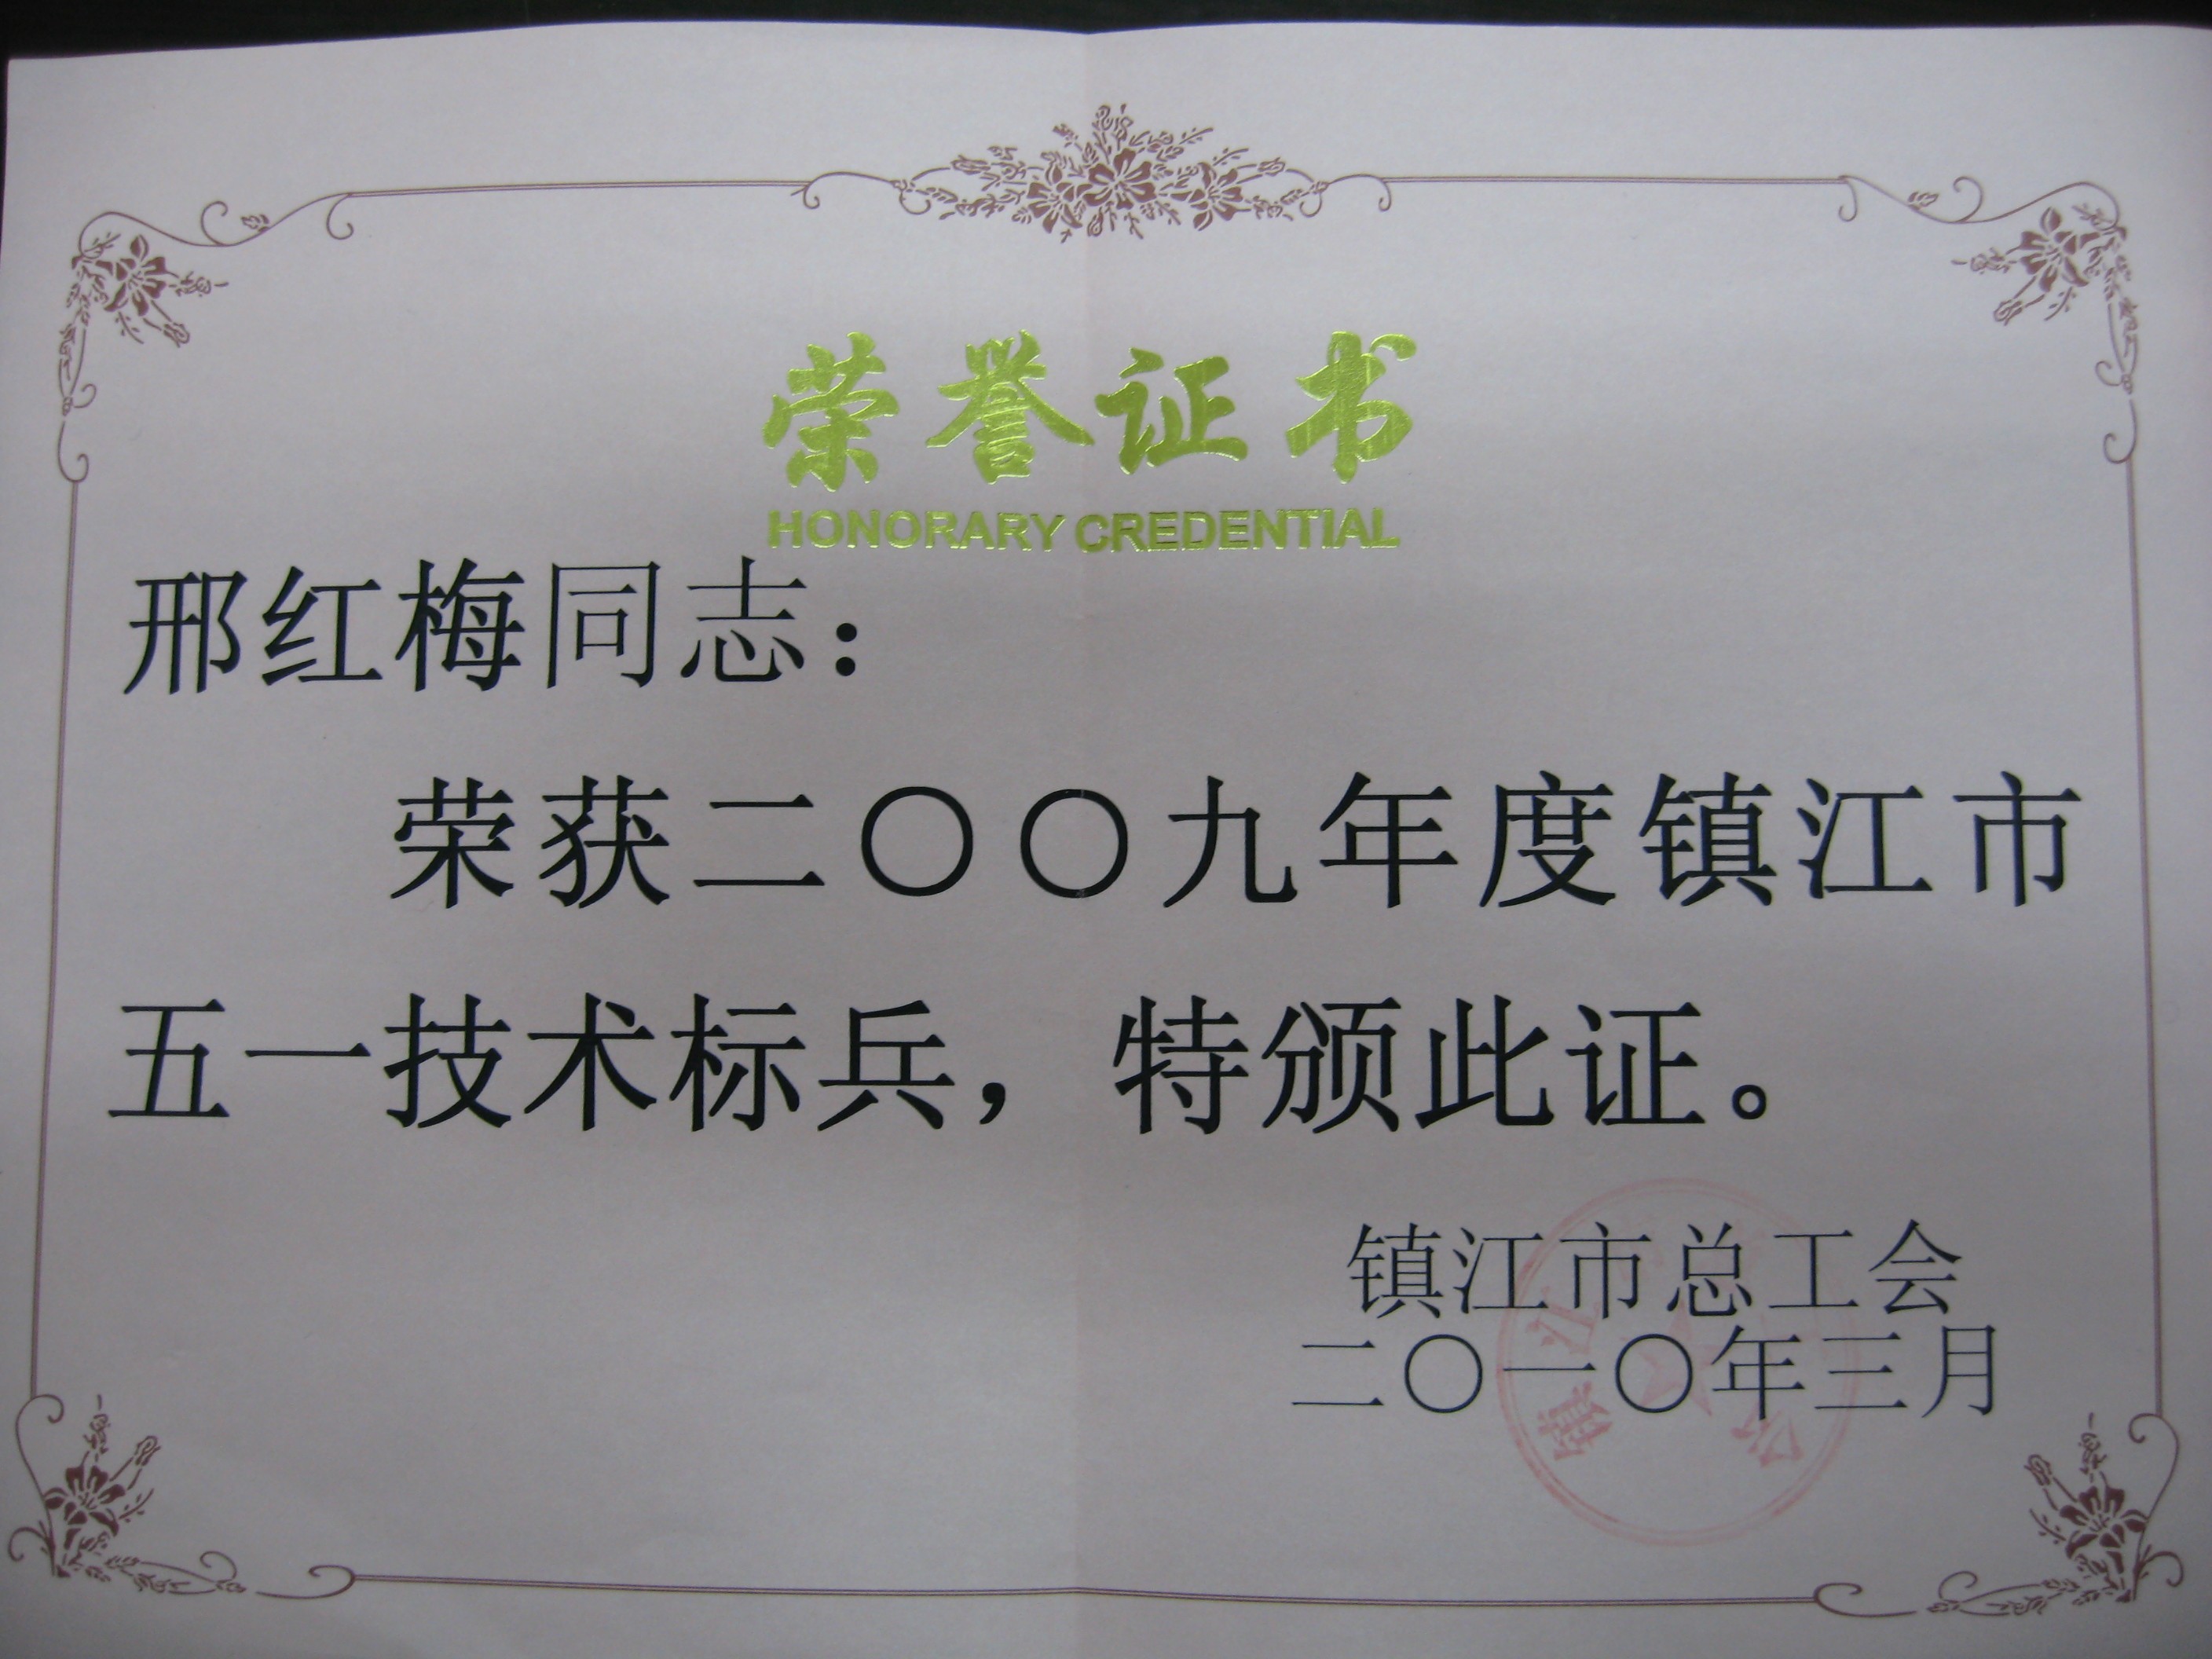 荣誉证书
HONORARY CREDENTIAL
邢红梅同志：
荣获二〇〇九年度镇江市
五一技术标兵，特颁此证。
镇江市总工会
二〇一〇年三月